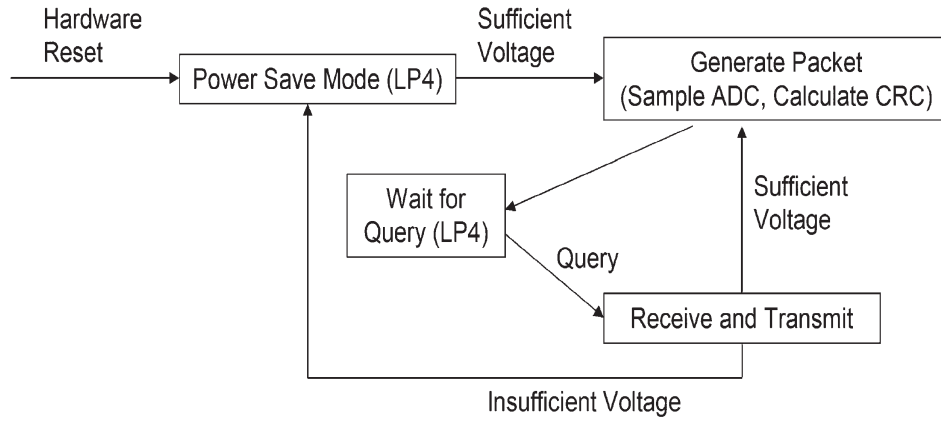 Hardware
Reset
Sufficient
Voltage
Power Save Mode (LP4)
Generate Packet
(Sample ADC, Calculate CRC)
Wait for
Query (LP4)
Sufficient
Voltage
Query
Receive and Transmit
Insufficient Voltage